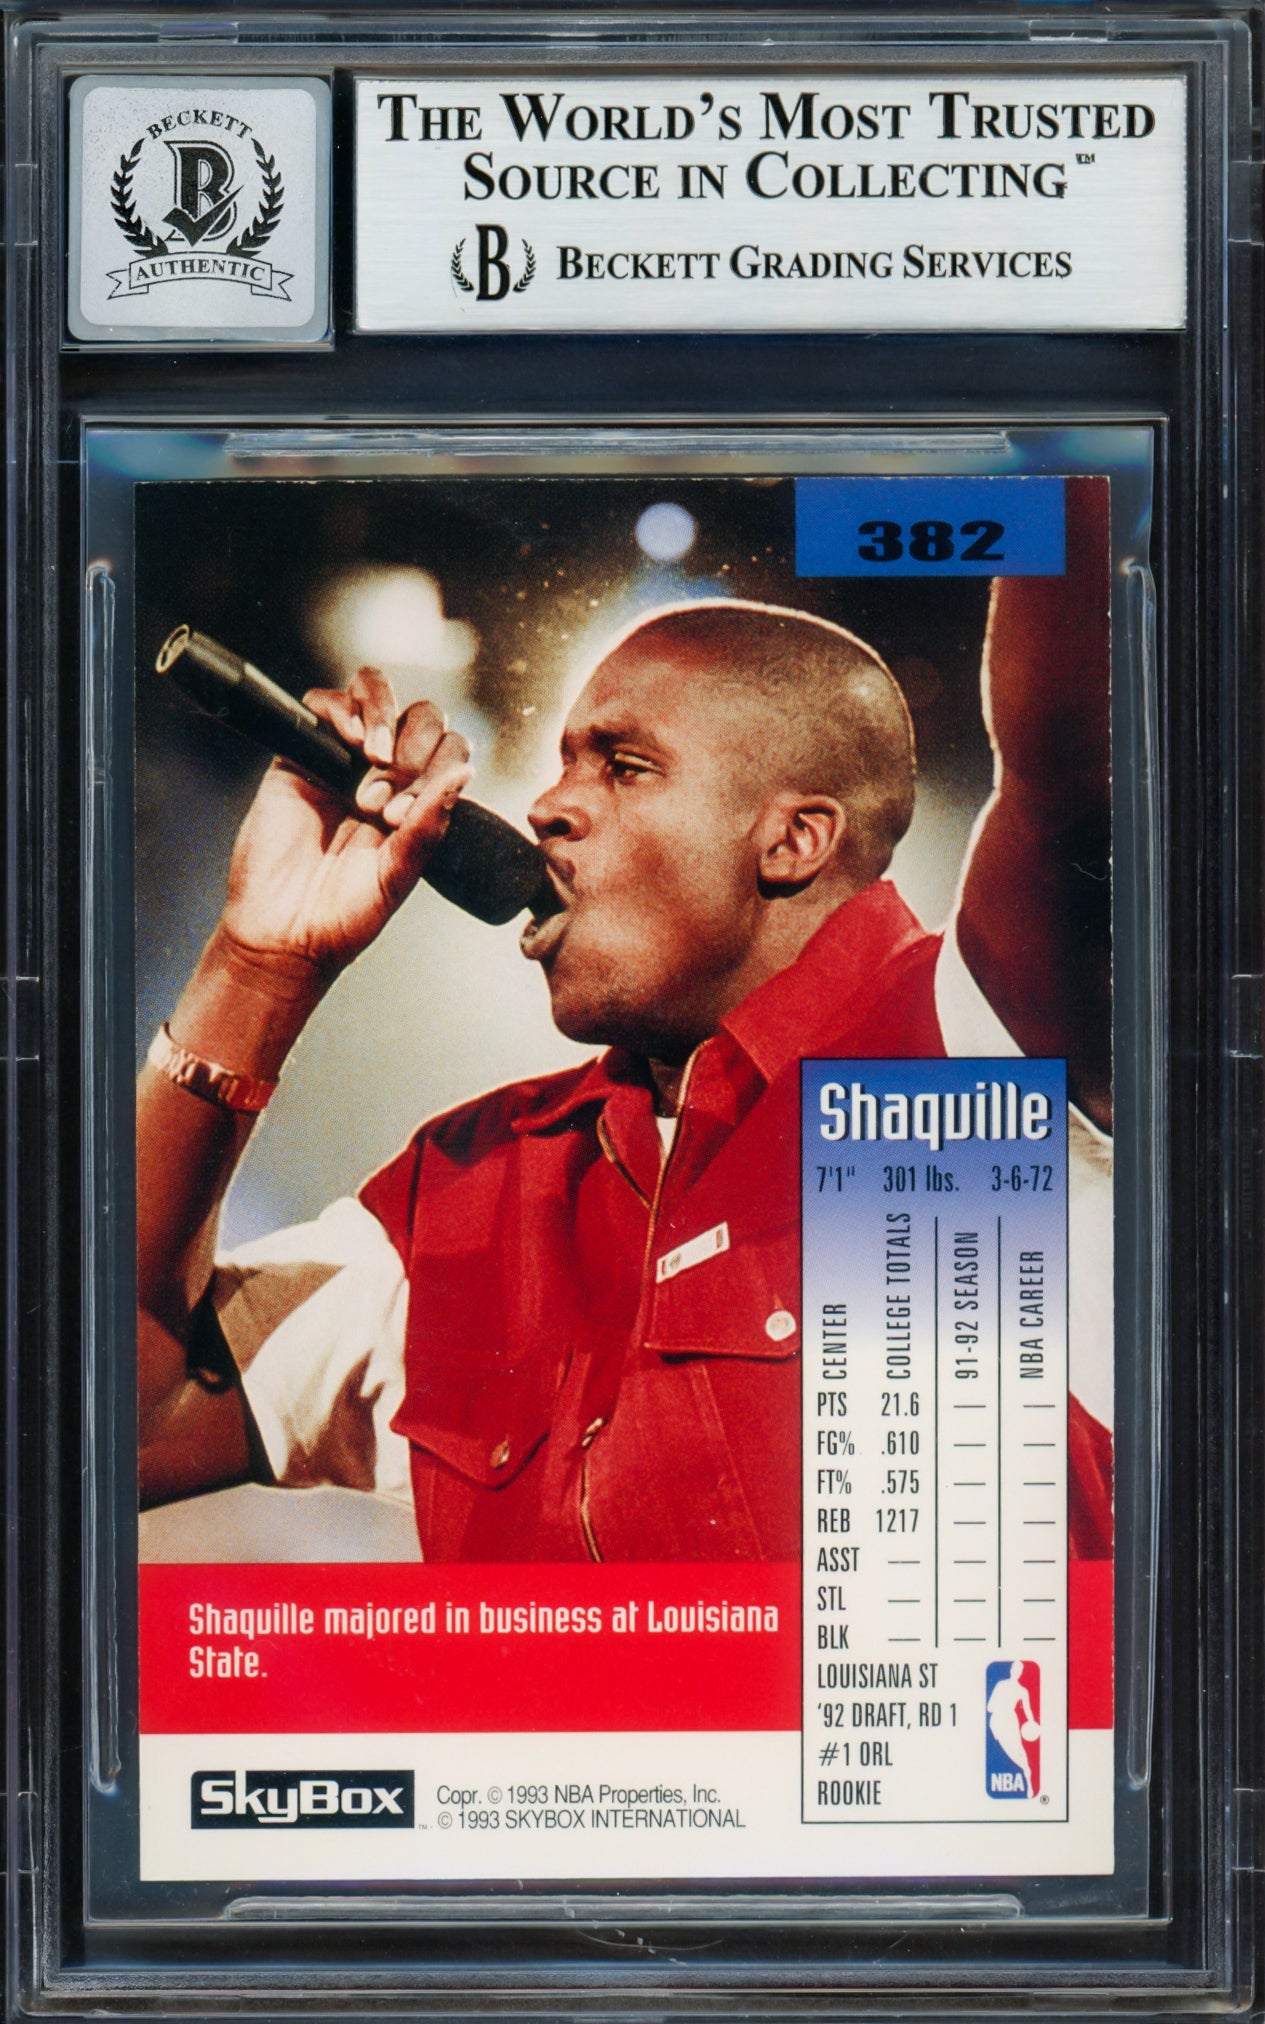 BECKETT
B
AUTHENTIC
THE WORLD'S MOST TRUSTED
SOURCE IN COLLECTING™
B BECKETT GRADING SERVICES
382
Shaquille
7'1" 301 lbs. 3-6-72
CENTER COLLEGE TOTALS 91-92 SEASON NBA CAREER
PTS 21.6 — —
FG% .610 — —
FT% .575 — —
REB 1217 — —
ASST — — —
STL — — —
BLK — — —
LOUISIANA ST
'92 DRAFT, RD 1
#1 ORL
ROOKIE
NBA ®
Shaquille majored in business at Louisiana
State.
SkyBox ™
Copr. © 1993 NBA Properties, Inc.
© 1993 SKYBOX INTERNATIONAL